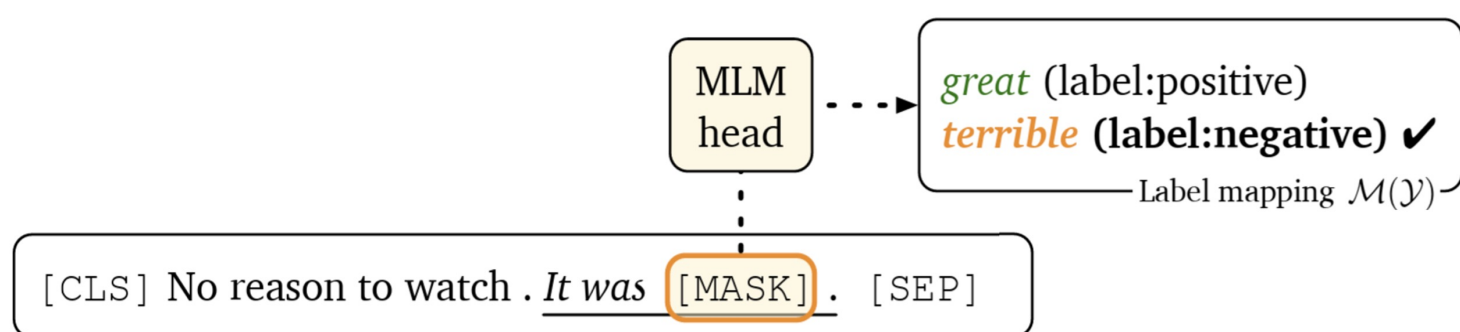 MLM
head
great (label:positive)
terrible (label:negative) ✔
Label mapping ℳ(𝒴)
[CLS] No reason to watch . It was [MASK] . [SEP]